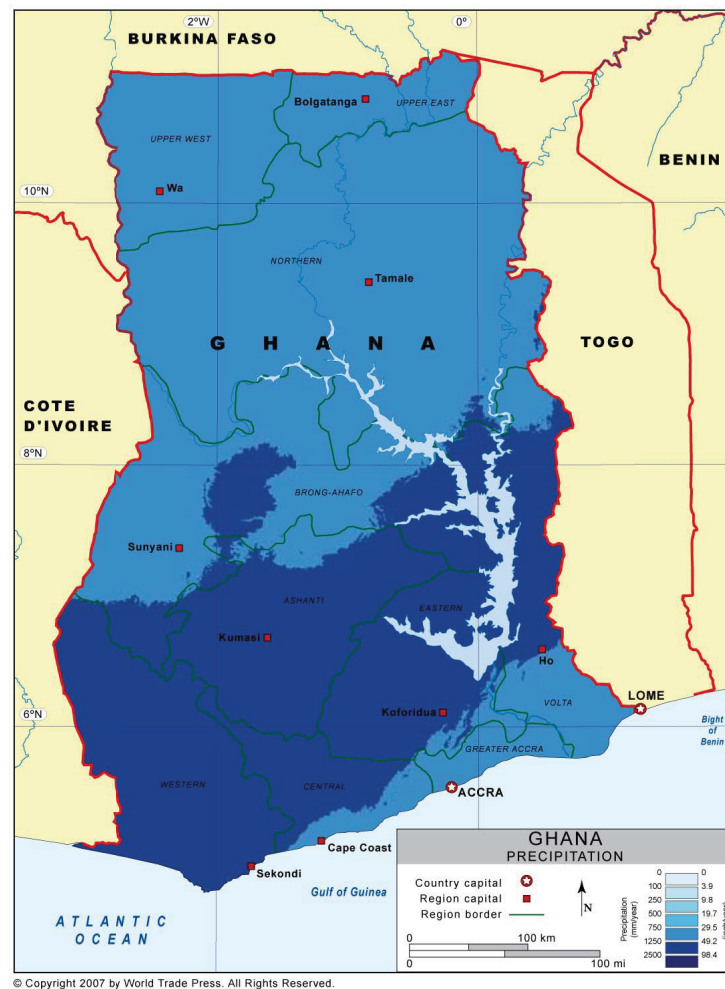 2ºW
0º
BURKINA FASO
Bolgatanga
UPPER EAST
UPPER WEST
BENIN
10ºN
Wa
NORTHERN
Tamale
GHANA
TOGO
COTE
D'IVOIRE
8ºN
BRONG-AHAFO
Sunyani
ASHANTI
EASTERN
Kumasi
Ho
VOLTA
LOME
Koforidua
6ºN
Bight
of
Benin
GREATER ACCRA
WESTERN
CENTRAL
ACCRA
Cape Coast
Sekondi
Gulf of Guinea
ATLANTIC
OCEAN
GHANA
PRECIPITATION
Country capital
Region capital
Region border
N
0 100 km
0 100 mi
Precipitation
(mm/year)
0 0
100 3.9
250 9.8
500 19.7
750 29.5
1250 49.2
2500 98.4
© Copyright 2007 by World Trade Press. All Rights Reserved.